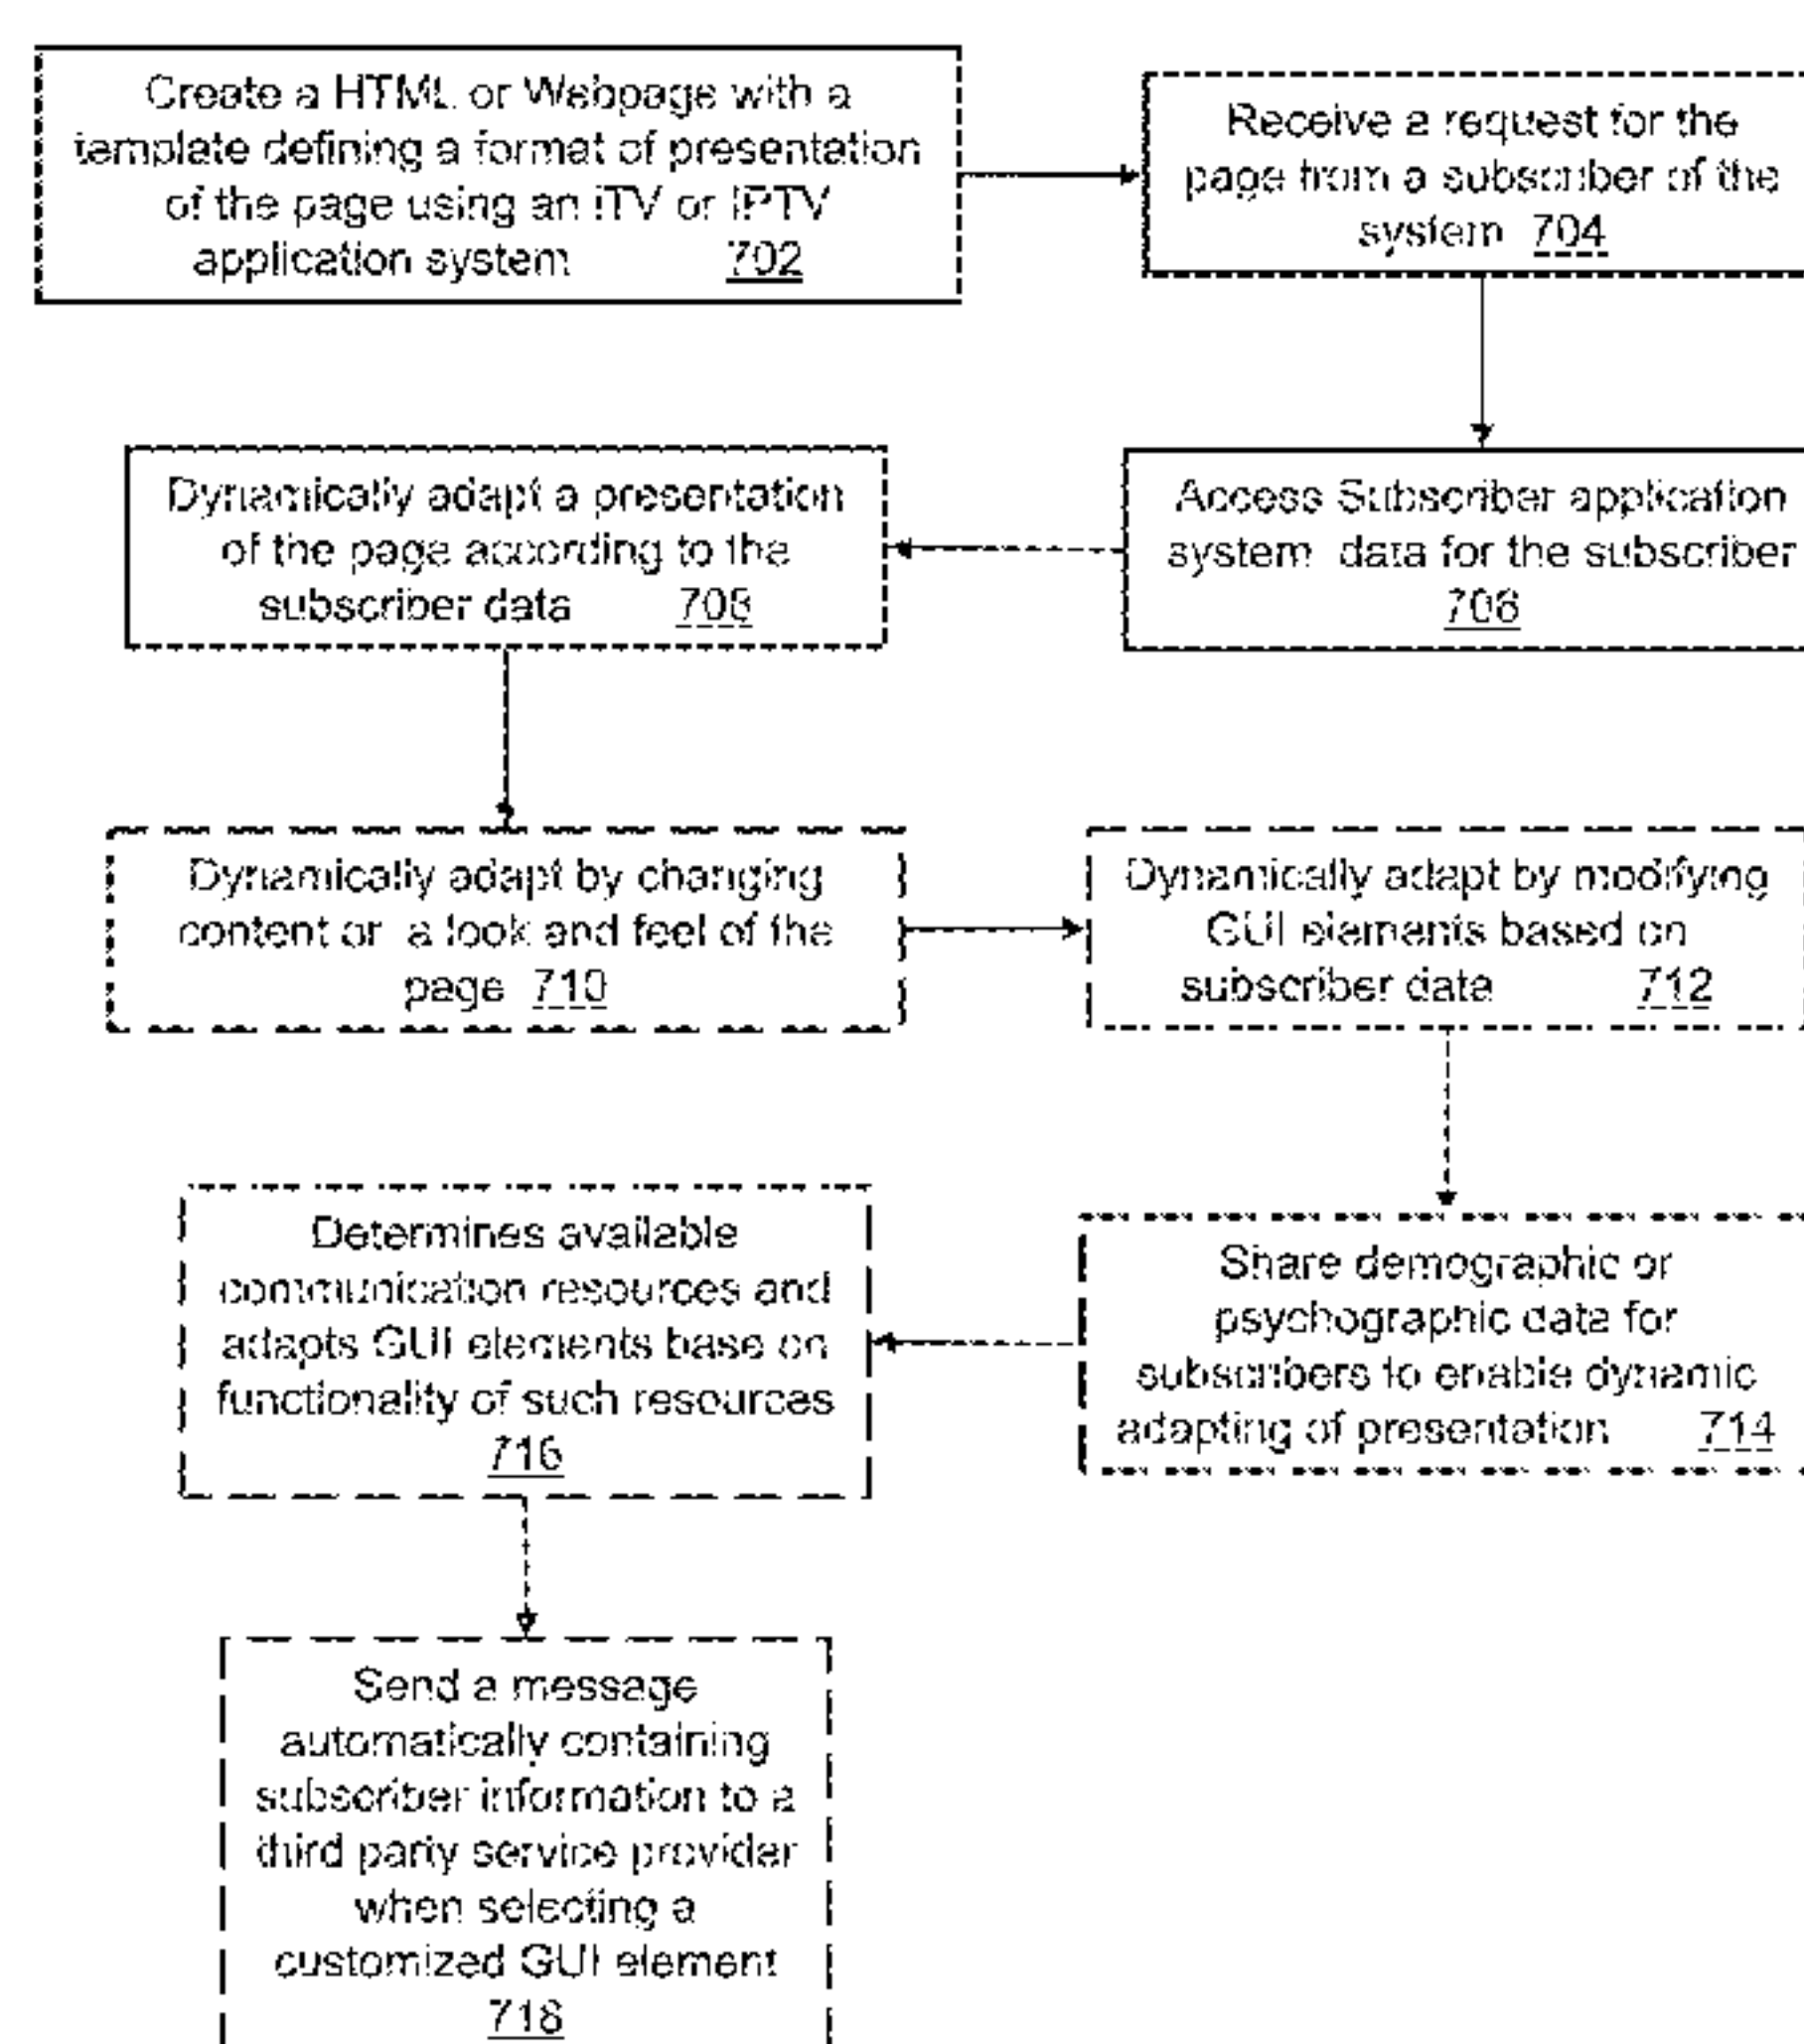 Create a HTML or Webpage with a
template defining a format of presentation
of the page using an iTV or IPTV
application system 702
Receive a request for the
page from a subscriber of the
system 704
Access Subscriber application
system data for the subscriber
706
Dynamically adapt a presentation
of the page according to the
subscriber data 708
Dynamically adapt by changing
content or a look and feel of the
page 710
Dynamically adapt by modifying
GUI elements based on
subscriber data 712
Share demographic or
psychographic data for
subscribers to enable dynamic
adapting of presentation 714
Determines available
communication resources and
adapts GUI elements base on
functionality of such resources
716
Send a message
automatically containing
subscriber information to a
third party service provider
when selecting a
customized GUI element
718